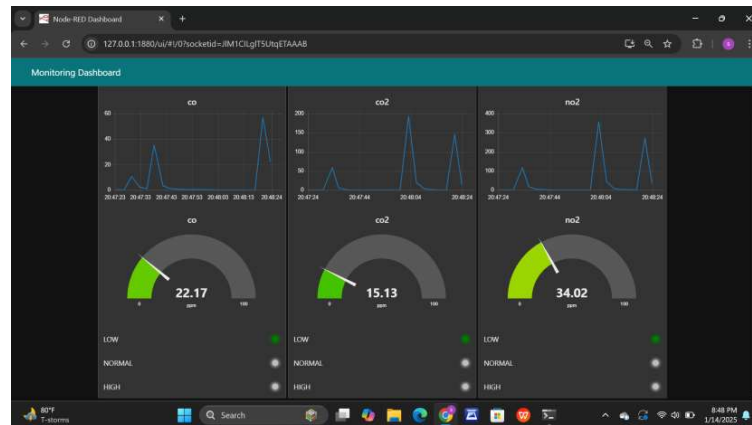 Node-RED Dashboard
127.0.0.1:1880/ui/#!/0?socketid=JIM1CILglT5UtqETAAAB
Monitoring Dashboard
co
60
40
20
0
20:47:23 20:47:33 20:47:43 20:47:53 20:48:03 20:48:13 20:48:24
co2
200
150
100
50
0
20:47:24 20:47:44 20:48:04 20:48:24
no2
400
300
200
100
0
20:47:24 20:47:44 20:48:04 20:48:24
co
22.17
ppm
0 100
co2
15.13
ppm
0 100
no2
34.02
ppm
0 100
LOW LOW LOW
NORMAL NORMAL NORMAL
HIGH HIGH HIGH
80°F
T-storms
Search
8:48 PM
1/14/2025